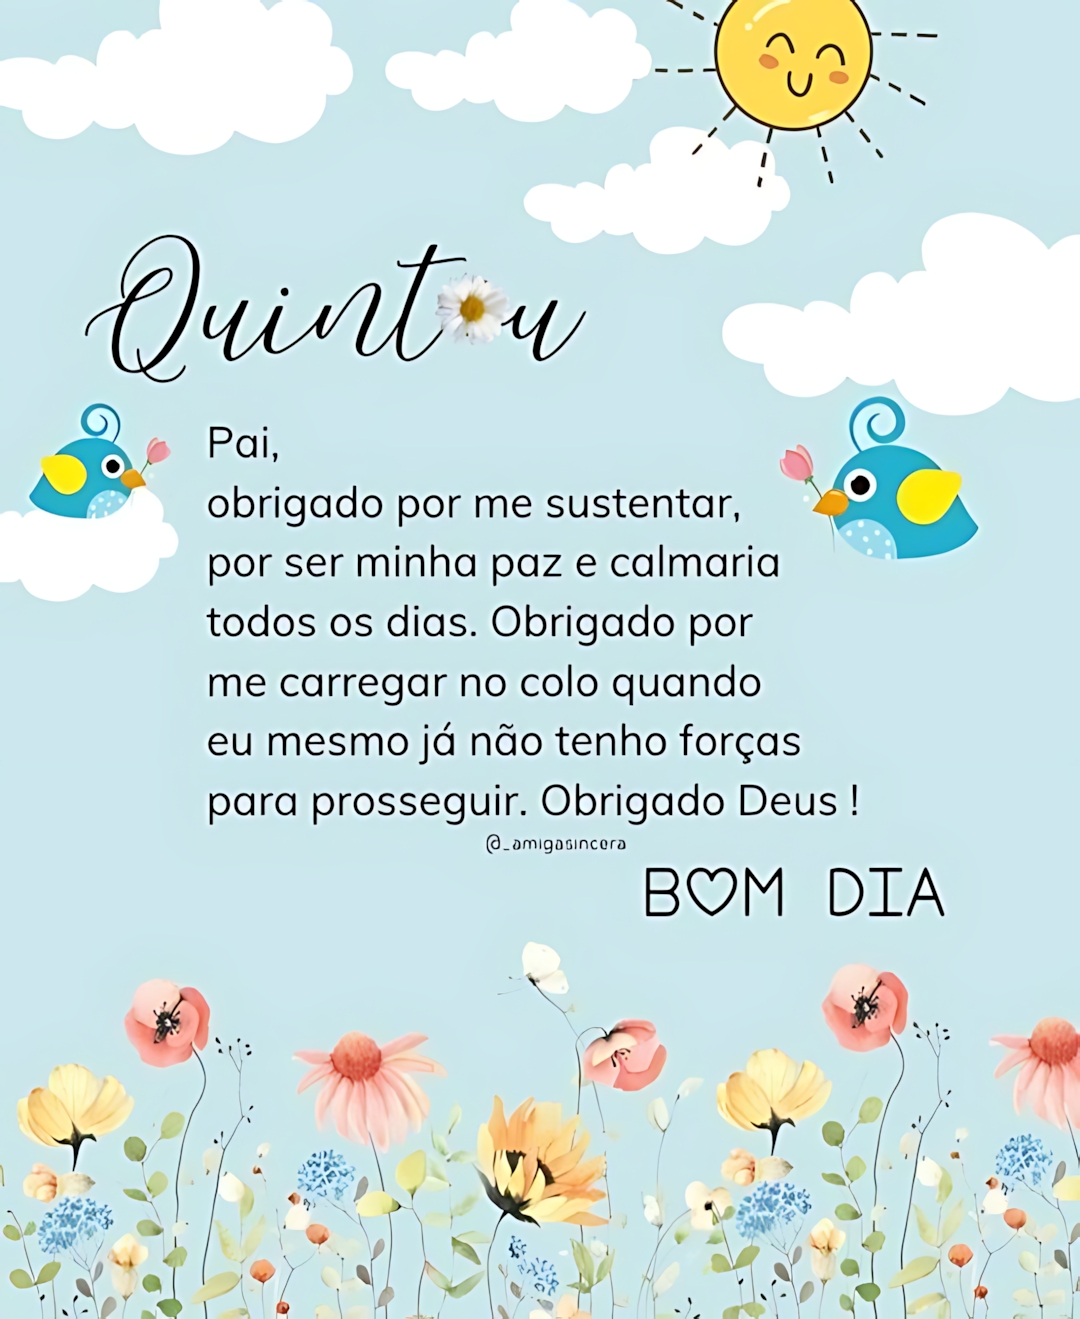 Quintou
Pai,
obrigado por me sustentar,
por ser minha paz e calmaria
todos os dias. Obrigado por
me carregar no colo quando
eu mesmo já não tenho forças
para prosseguir. Obrigado Deus !
@_amigasincera
BOM DIA